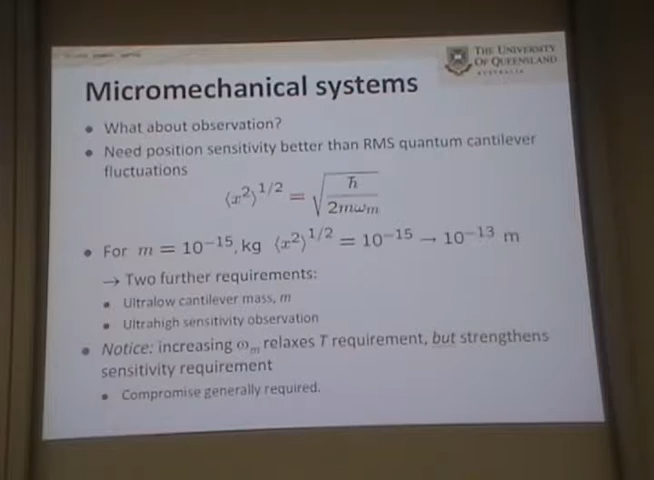 THE UNIVERSITY
OF QUEENSLAND
AUSTRALIA
Micromechanical systems
• What about observation?
• Need position sensitivity better than RMS quantum cantilever
fluctuations
⟨x²⟩^1/2 = √(ħ / 2mω_m)
• For m = 10^−15, kg ⟨x²⟩^1/2 = 10^−15 → 10^−13 m
→ Two further requirements:
• Ultralow cantilever mass, m
• Ultrahigh sensitivity observation
• Notice: increasing ω_m relaxes T requirement, but strengthens
sensitivity requirement
• Compromise generally required.